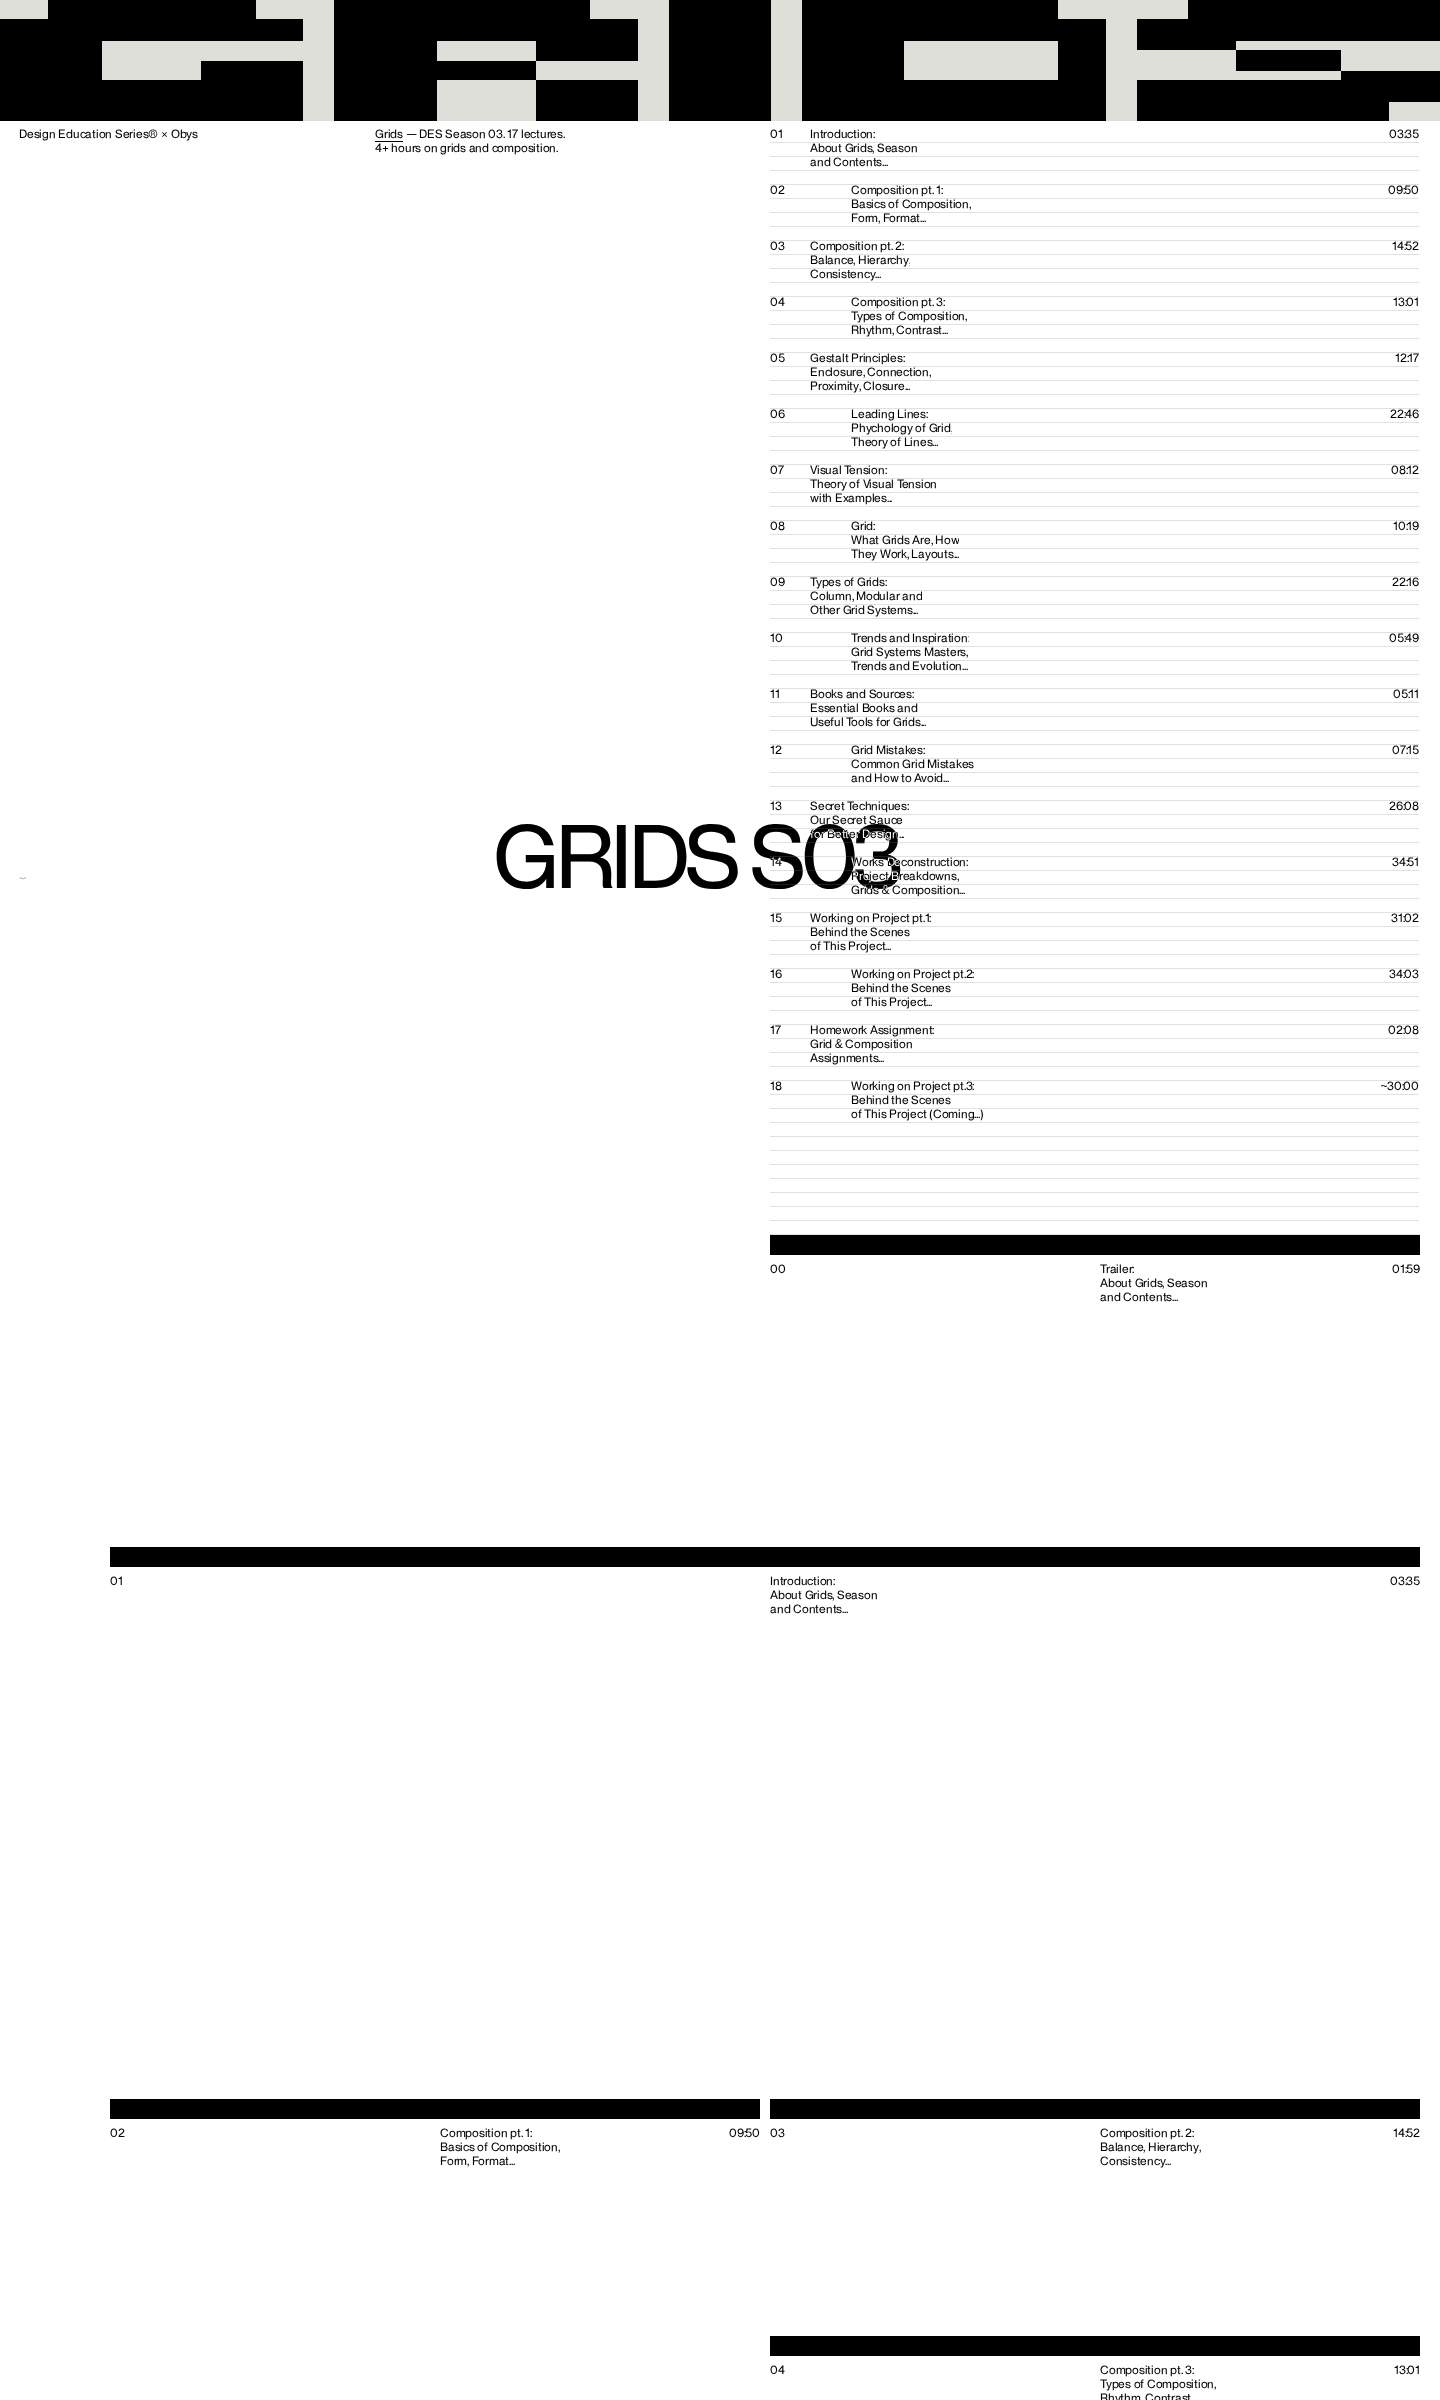 GRIDS
Design Education Series® × Obys
Grids — DES Season 03. 17 lectures.
4+ hours on grids and composition.
01 Introduction: 03:35
About Grids, Season
and Contents...
02 Composition pt. 1: 09:50
Basics of Composition,
Form, Format...
03 Composition pt. 2: 14:52
Balance, Hierarchy
Consistency...
04 Composition pt. 3: 13:01
Types of Composition,
Rhythm, Contrast...
05 Gestalt Principles: 12:17
Enclosure, Connection,
Proximity, Closure...
06 Leading Lines: 22:46
Phychology of Grid
Theory of Lines...
07 Visual Tension: 08:12
Theory of Visual Tension
with Examples...
08 Grid: 10:19
What Grids Are, How
They Work, Layouts...
09 Types of Grids: 22:16
Column, Modular and
Other Grid Systems...
10 Trends and Inspiration: 05:49
Grid Systems Masters,
Trends and Evolution...
11 Books and Sources: 05:11
Essential Books and
Useful Tools for Grids...
12 Grid Mistakes: 07:15
Common Grid Mistakes
and How to Avoid...
13 Secret Techniques: 26:08
Our Secret Sauce
for Better Design...
GRIDS S03
14 Works Deconstruction: 34:51
Project Breakdowns,
Grids & Composition...
15 Working on Project pt.1: 31:02
Behind the Scenes
of This Project...
16 Working on Project pt.2: 34:03
Behind the Scenes
of This Project...
17 Homework Assignment: 02:08
Grid & Composition
Assignments...
18 Working on Project pt.3: ~30:00
Behind the Scenes
of This Project (Coming...)
00 Trailer: 01:59
About Grids, Season
and Contents...
01 Introduction: 03:35
About Grids, Season
and Contents...
02 Composition pt. 1: 09:50
Basics of Composition,
Form, Format...
03 Composition pt. 2: 14:52
Balance, Hierarchy,
Consistency...
04 Composition pt. 3: 13:01
Types of Composition,
Rhythm, Contrast